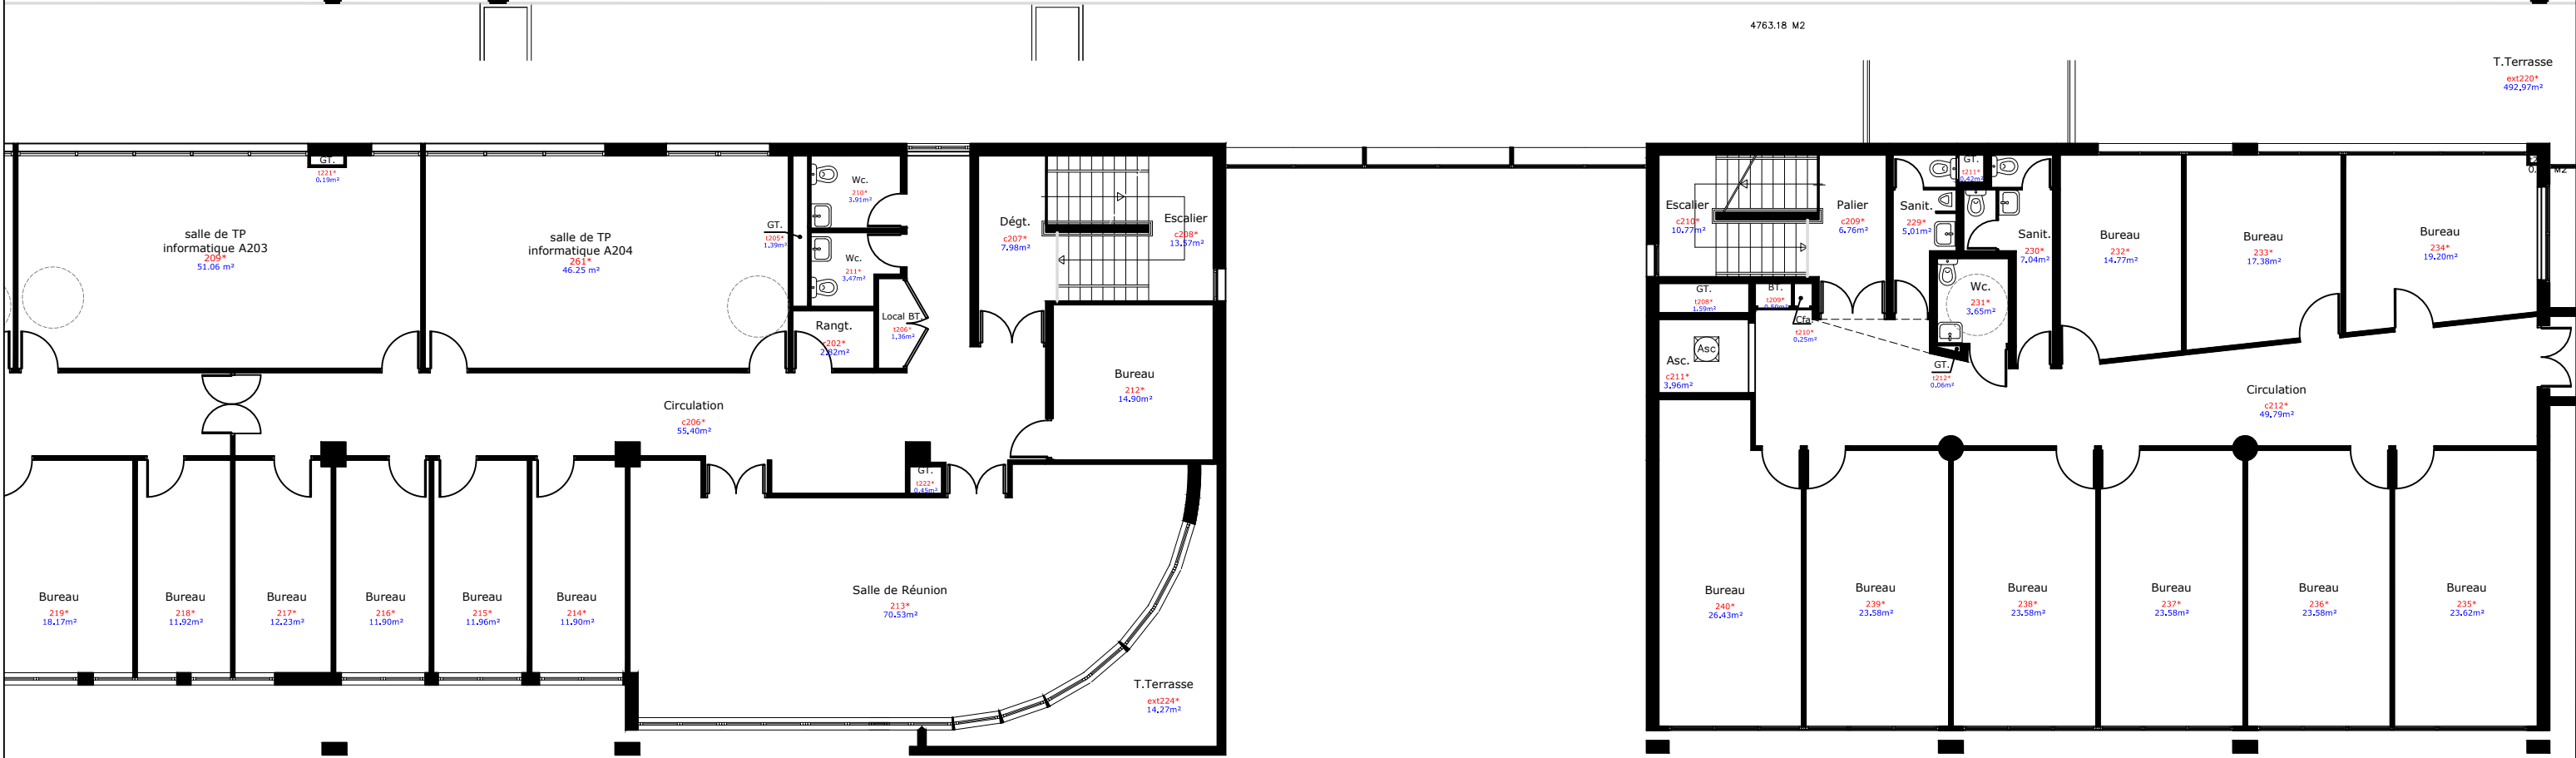 4763.18 M2
T.Terrasse
ext220*
492.97m²
GT.
t221*
0.19m²
salle de TP
informatique A203
209*
51.06 m²
salle de TP
informatique A204
261*
46.25 m²
GT.
t205*
1.39m²
Wc.
210*
3.91m²
Wc.
211*
3.47m²
Rangt.
c202*
2.82m²
Local BT.
t206*
1.36m²
Dégt.
c207*
7.98m²
Escalier
c208*
13.57m²
Bureau
212*
14.90m²
Circulation
c206*
55.40m²
GT.
t222*
0.45m²
Bureau
219*
18.17m²
Bureau
218*
11.92m²
Bureau
217*
12.23m²
Bureau
216*
11.90m²
Bureau
215*
11.96m²
Bureau
214*
11.90m²
Salle de Réunion
213*
70.53m²
T.Terrasse
ext224*
14.27m²
Escalier
c210*
10.77m²
Palier
c209*
6.76m²
Sanit.
229*
5.01m²
GT.
t211*
0.42m²
Sanit.
230*
7.04m²
Wc.
231*
3.65m²
GT.
t212*
0.06m²
GT.
t208*
1.59m²
BT.
t209*
0.50m²
Cfa
t210*
0.25m²
Asc.
c211*
3.96m²
Asc
Bureau
232*
14.77m²
Bureau
233*
17.38m²
Bureau
234*
19.20m²
M2
Circulation
c212*
49.79m²
Bureau
240*
26.43m²
Bureau
239*
23.58m²
Bureau
238*
23.58m²
Bureau
237*
23.58m²
Bureau
236*
23.58m²
Bureau
235*
23.62m²